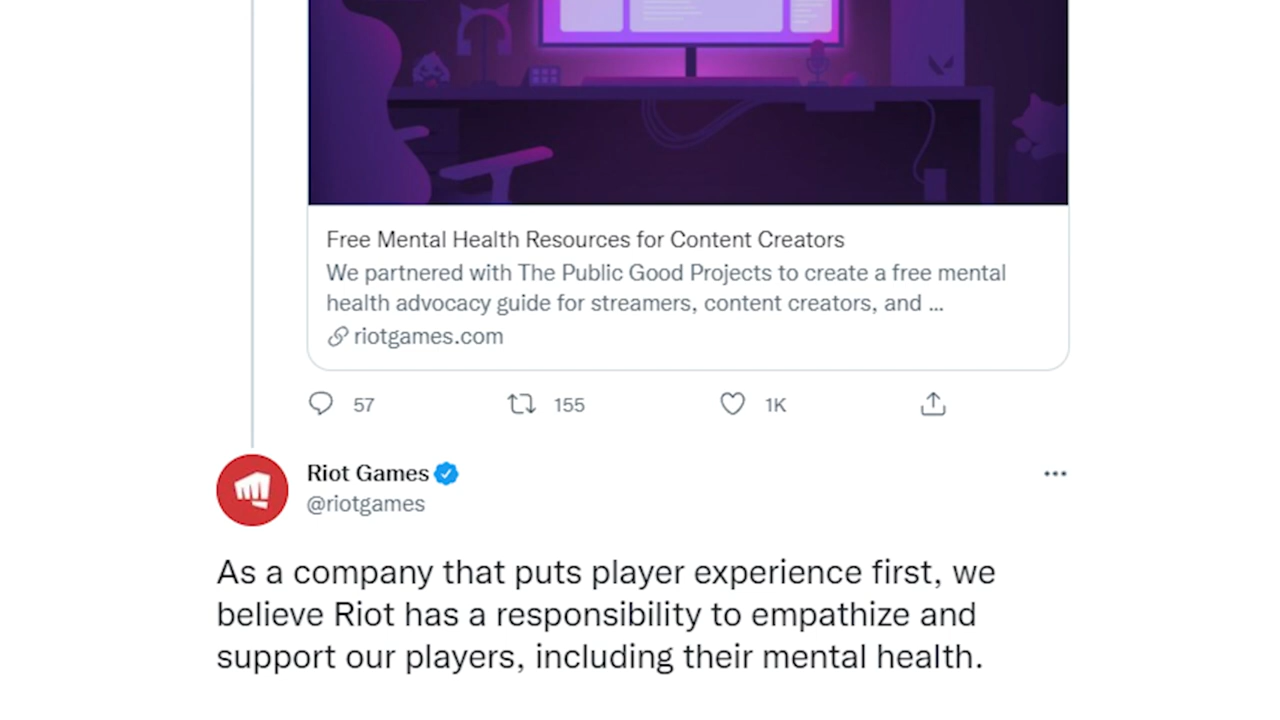 Free Mental Health Resources for Content Creators
We partnered with The Public Good Projects to create a free mental
health advocacy guide for streamers, content creators, and ...
riotgames.com
57 155 1K
Riot Games
@riotgames
As a company that puts player experience first, we
believe Riot has a responsibility to empathize and
support our players, including their mental health.